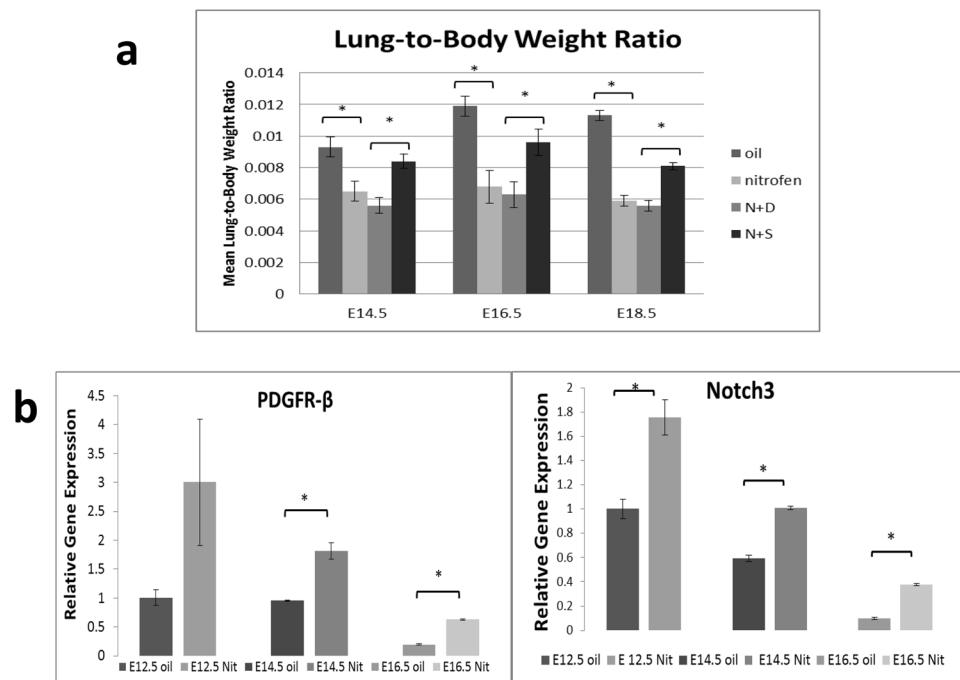 a
Lung-to-Body Weight Ratio
Mean Lung-to-Body Weight Ratio
0.014
0.012
0.01
0.008
0.006
0.004
0.002
0
* * * * * *
E14.5 E16.5 E18.5
oil
nitrofen
N+D
N+S
b
PDGFR-β
Relative Gene Expression
4.5
4
3.5
3
2.5
2
1.5
1
0.5
0
* *
E12.5 oil E12.5 Nit E14.5 oil E14.5 Nit E16.5 oil E16.5 Nit
Notch3
Relative Gene Expression
2
1.8
1.6
1.4
1.2
1
0.8
0.6
0.4
0.2
0
* * *
E12.5 oil E 12.5 Nit E14.5 oil E14.5 Nit E16.5 oil E16.5 Nit